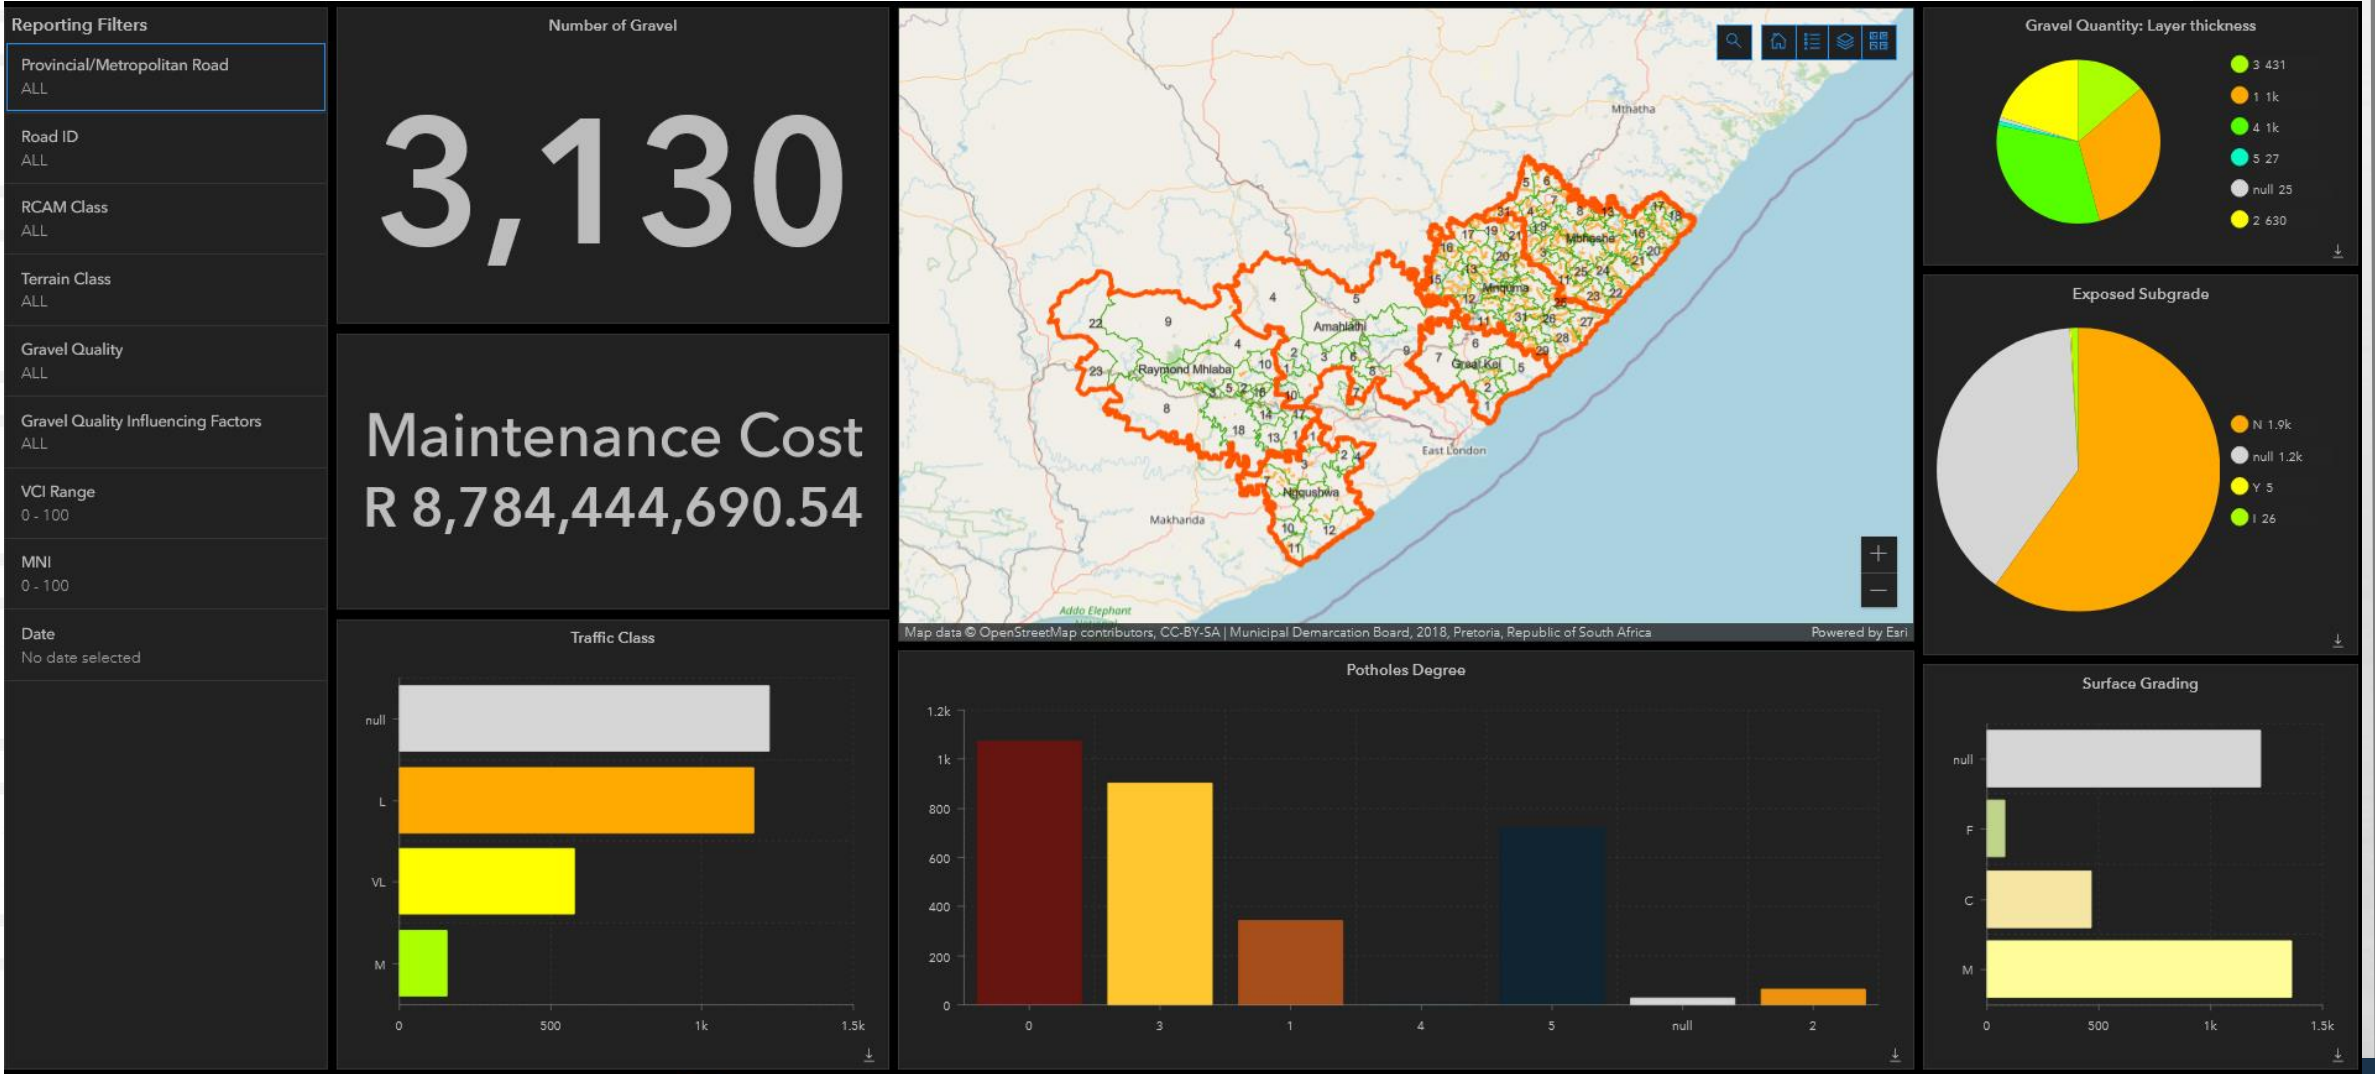 Reporting Filters
Provincial/Metropolitan Road
ALL
Road ID
ALL
RCAM Class
ALL
Terrain Class
ALL
Gravel Quality
ALL
Gravel Quality Influencing Factors
ALL
VCI Range
0 - 100
MNI
0 - 100
Date
No date selected
Number of Gravel
3,130
Maintenance Cost
R 8,784,444,690.54
Traffic Class
null
L
VL
M
0 500 1k 1.5k
Mthatha
Mbhashe
Mnquma
Amahlathi
Great Kei
Raymond Mhlaba
Ngqushwa
East London
Makhanda
Addo Elephant
Map data © OpenStreetMap contributors, CC-BY-SA | Municipal Demarcation Board, 2018, Pretoria, Republic of South Africa
Powered by Esri
Potholes Degree
1.2k
1k
800
600
400
200
0
0 3 1 4 5 null 2
Gravel Quantity: Layer thickness
3 431
1 1k
4 1k
5 27
null 25
2 630
Exposed Subgrade
N 1.9k
null 1.2k
Y 5
I 26
Surface Grading
null
F
C
M
0 500 1k 1.5k